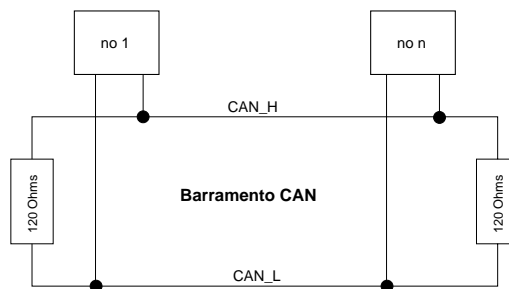 no 1
no n
CAN_H
120 Ohms
Barramento CAN
120 Ohms
CAN_L